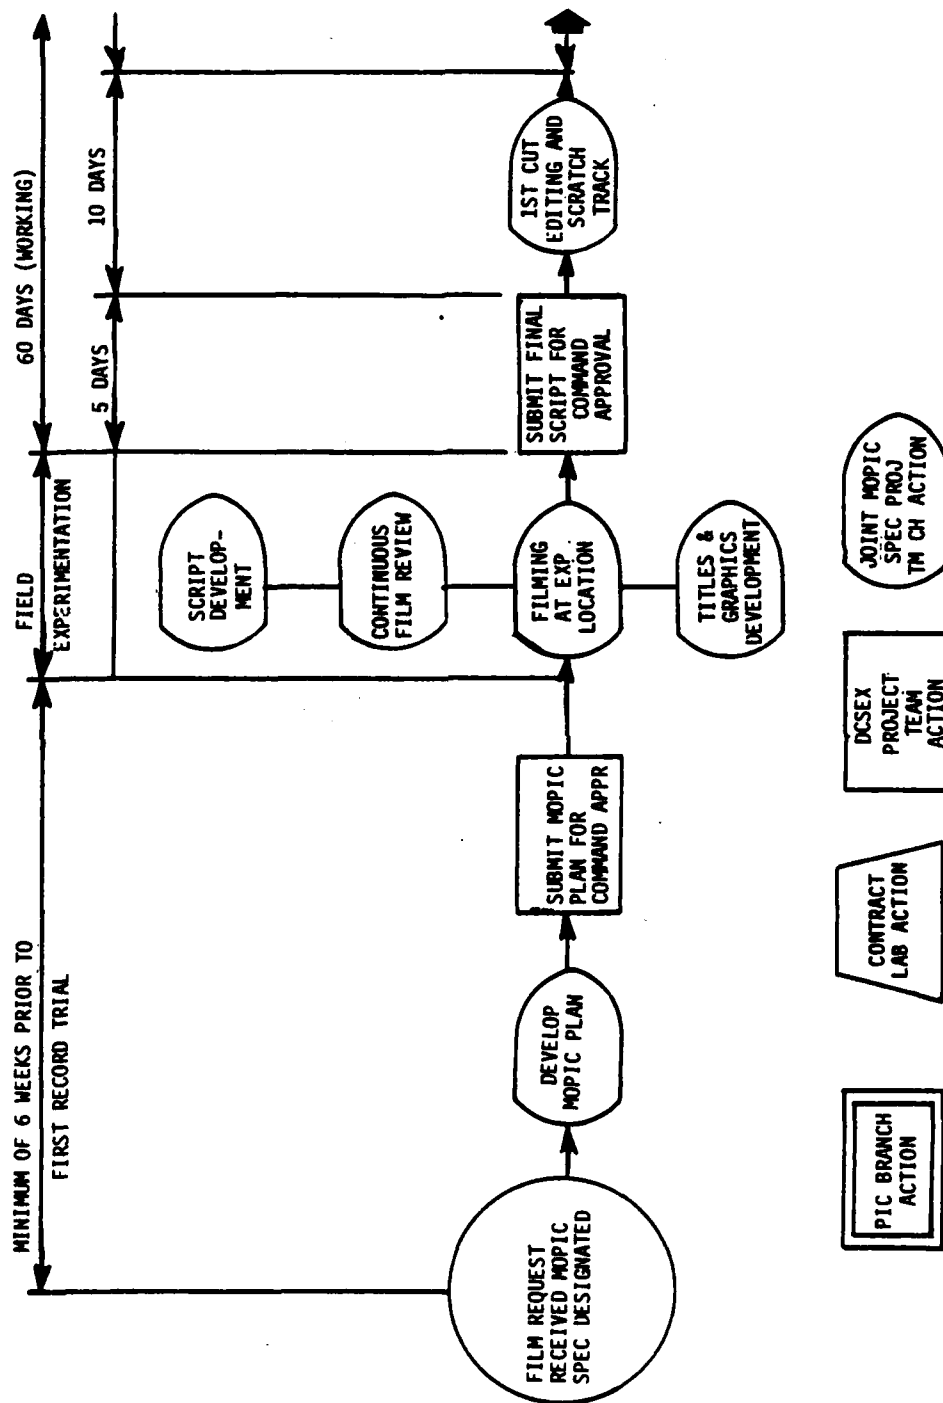 MINIMUM OF 6 WEEKS PRIOR TO
FIRST RECORD TRIAL
FIELD
EXPERIMENTATION
60 DAYS (WORKING)
5 DAYS
10 DAYS
SCRIPT
DEVELOP-
MENT
CONTINUOUS
FILM REVIEW
FILM REQUEST
RECEIVED MOPIC
SPEC DESIGNATED
DEVELOP
MOPIC PLAN
SUBMIT MOPIC
PLAN FOR
COMMAND APPR
FILMING
AT EXP
LOCATION
SUBMIT FINAL
SCRIPT FOR
COMMAND
APPROVAL
1ST CUT
EDITING AND
SCRATCH
TRACK
TITLES &
GRAPHICS
DEVELOPMENT
PIC BRANCH
ACTION
CONTRACT
LAB ACTION
DCSEX
PROJECT
TEAM
ACTION
JOINT MOPIC
SPEC PROJ
TM CH ACTION